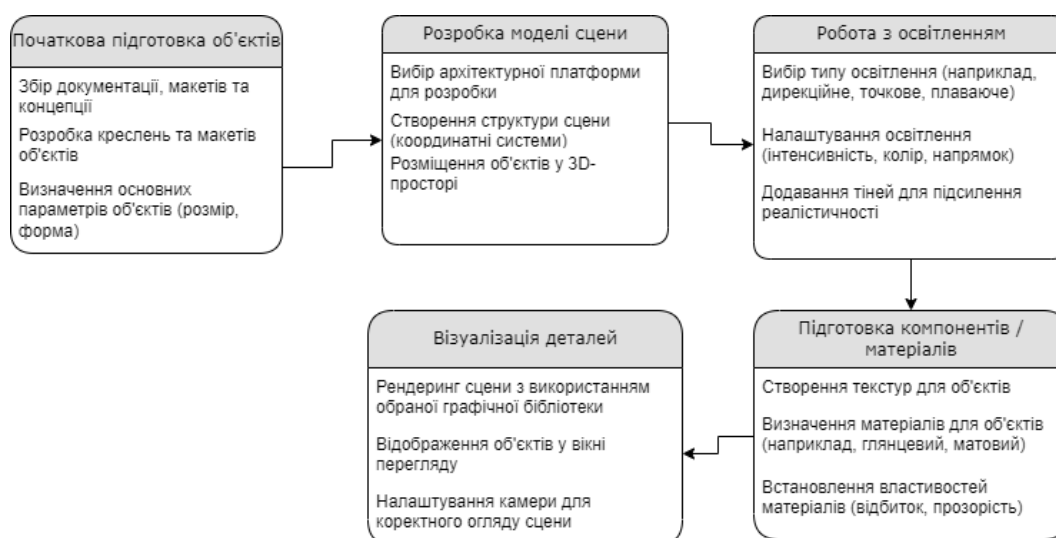 Початкова підготовка об'єктів
Збір документації, макетів та
концепції
Розробка креслень та макетів
об'єктів
Визначення основних
параметрів об'єктів (розмір,
форма)
Розробка моделі сцени
Вибір архітектурної платформи
для розробки
Створення структури сцени
(координатні системи)
Розміщення об'єктів у 3D-
просторі
Робота з освітленням
Вибір типу освітлення (наприклад,
дирекційне, точкове, плаваюче)
Налаштування освітлення
(інтенсивність, колір, напрямок)
Додавання тіней для підсилення
реалістичності
Підготовка компонентів /
матеріалів
Створення текстур для об'єктів
Визначення матеріалів для об'єктів
(наприклад, глянцевий, матовий)
Встановлення властивостей
матеріалів (відбиток, прозорість)
Візуалізація деталей
Рендеринг сцени з використанням
обраної графічної бібліотеки
Відображення об'єктів у вікні
перегляду
Налаштування камери для
коректного огляду сцени